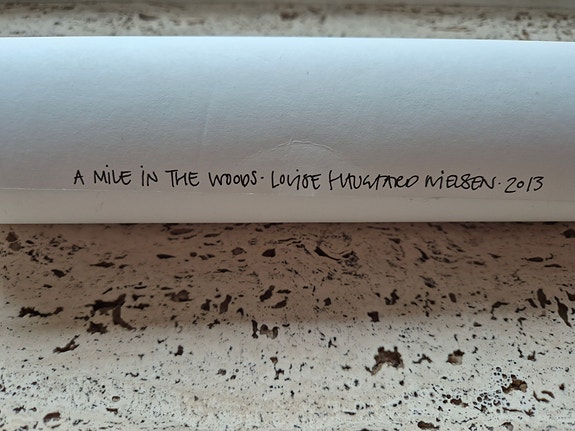 A MILE IN THE WOODS · LOUISE HAUGAARD NIELSEN · 2013